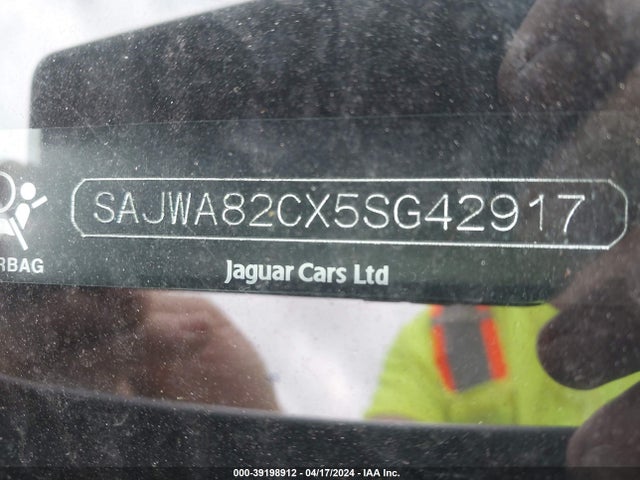 SAJWA82CX5SG42917
RBAG
Jaguar Cars Ltd
000-39198912 - 04/17/2024 - IAA Inc.